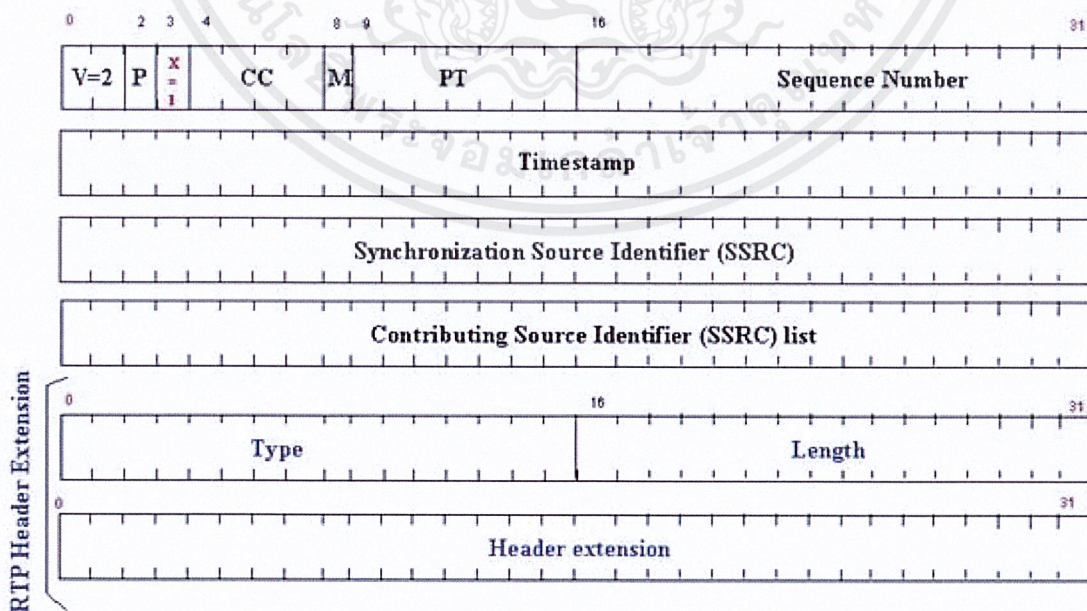 0 2 3 4 8 9 16 31
V=2 P X = 1 CC M PT Sequence Number
Timestamp
Synchronization Source Identifier (SSRC)
Contributing Source Identifier (SSRC) list
RTP Header Extension
0 16 31
Type Length
0 31
Header extension